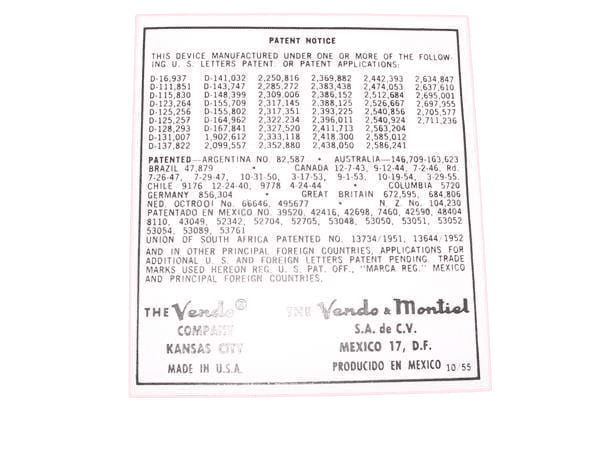 PATENT NOTICE
THIS DEVICE MANUFACTURED UNDER ONE OR MORE OF THE FOLLOW-
ING U. S. LETTERS PATENT. OR PATENT APPLICATIONS:
D-16,937 D-141,032 2,250,816 2,369,882 2,442,393 2,634,847
D-111,851 D-143,747 2,285,272 2,383,438 2,474,053 2,637,610
D-115,830 D-148,399 2,309,006 2,386,152 2,512,684 2,695,001
D-123,264 D-155,709 2,317,145 2,388,125 2,526,667 2,697,955
D-125,256 D-155,802 2,317,351 2,393,225 2,540,856 2,705,577
D-125,257 D-164,962 2,322,234 2,396,011 2,540,924 2,711,236
D-128,293 D-167,841 2,327,520 2,411,713 2,563,204
D-131,007 1,902,612 2,333,118 2,418,300 2,585,012
D-137,822 2,099,557 2,352,880 2,438,050 2,586,241
PATENTED—ARGENTINA NO. 82,587 • AUSTRALIA—146,709-163,623
BRAZIL 47,879 • CANADA 12-7-43, 9-12-44, 7-2-46, Rd.
7-26-47, 7-29-47, 10-31-50, 3-17-53, 9-1-53, 10-19-54, 3-29-55.
CHILE 9176 12-24-40, 9778 4-24-44 • COLUMBIA 5720
GERMANY 856,304 • GREAT BRITAIN 672,595, 684,806
NED. OCTROOI No. 66646, 495677 • N. Z. No. 104,230
PATENTADO EN MEXICO NO. 39520, 42416, 42698, 7460, 42590, 48404
8110, 43049, 52342, 52704, 52705, 53048, 53050, 53051, 53052
53054, 53089, 53761
UNION OF SOUTH AFRICA PATENTED NO. 13734/1951, 13644/1952
AND IN OTHER PRINCIPAL FOREIGN COUNTRIES, APPLICATIONS FOR
ADDITIONAL U. S. AND FOREIGN LETTERS PATENT PENDING. TRADE
MARKS USED HEREON REG. U. S. PAT. OFF., "MARCA REG." MEXICO
AND PRINCIPAL FOREIGN COUNTRIES.
THE Vendo®
COMPANY
KANSAS CITY
MADE IN U.S.A.
THE Vendo & Montiel
S.A. de C.V.
MEXICO 17, D.F.
PRODUCIDO EN MEXICO 10/55